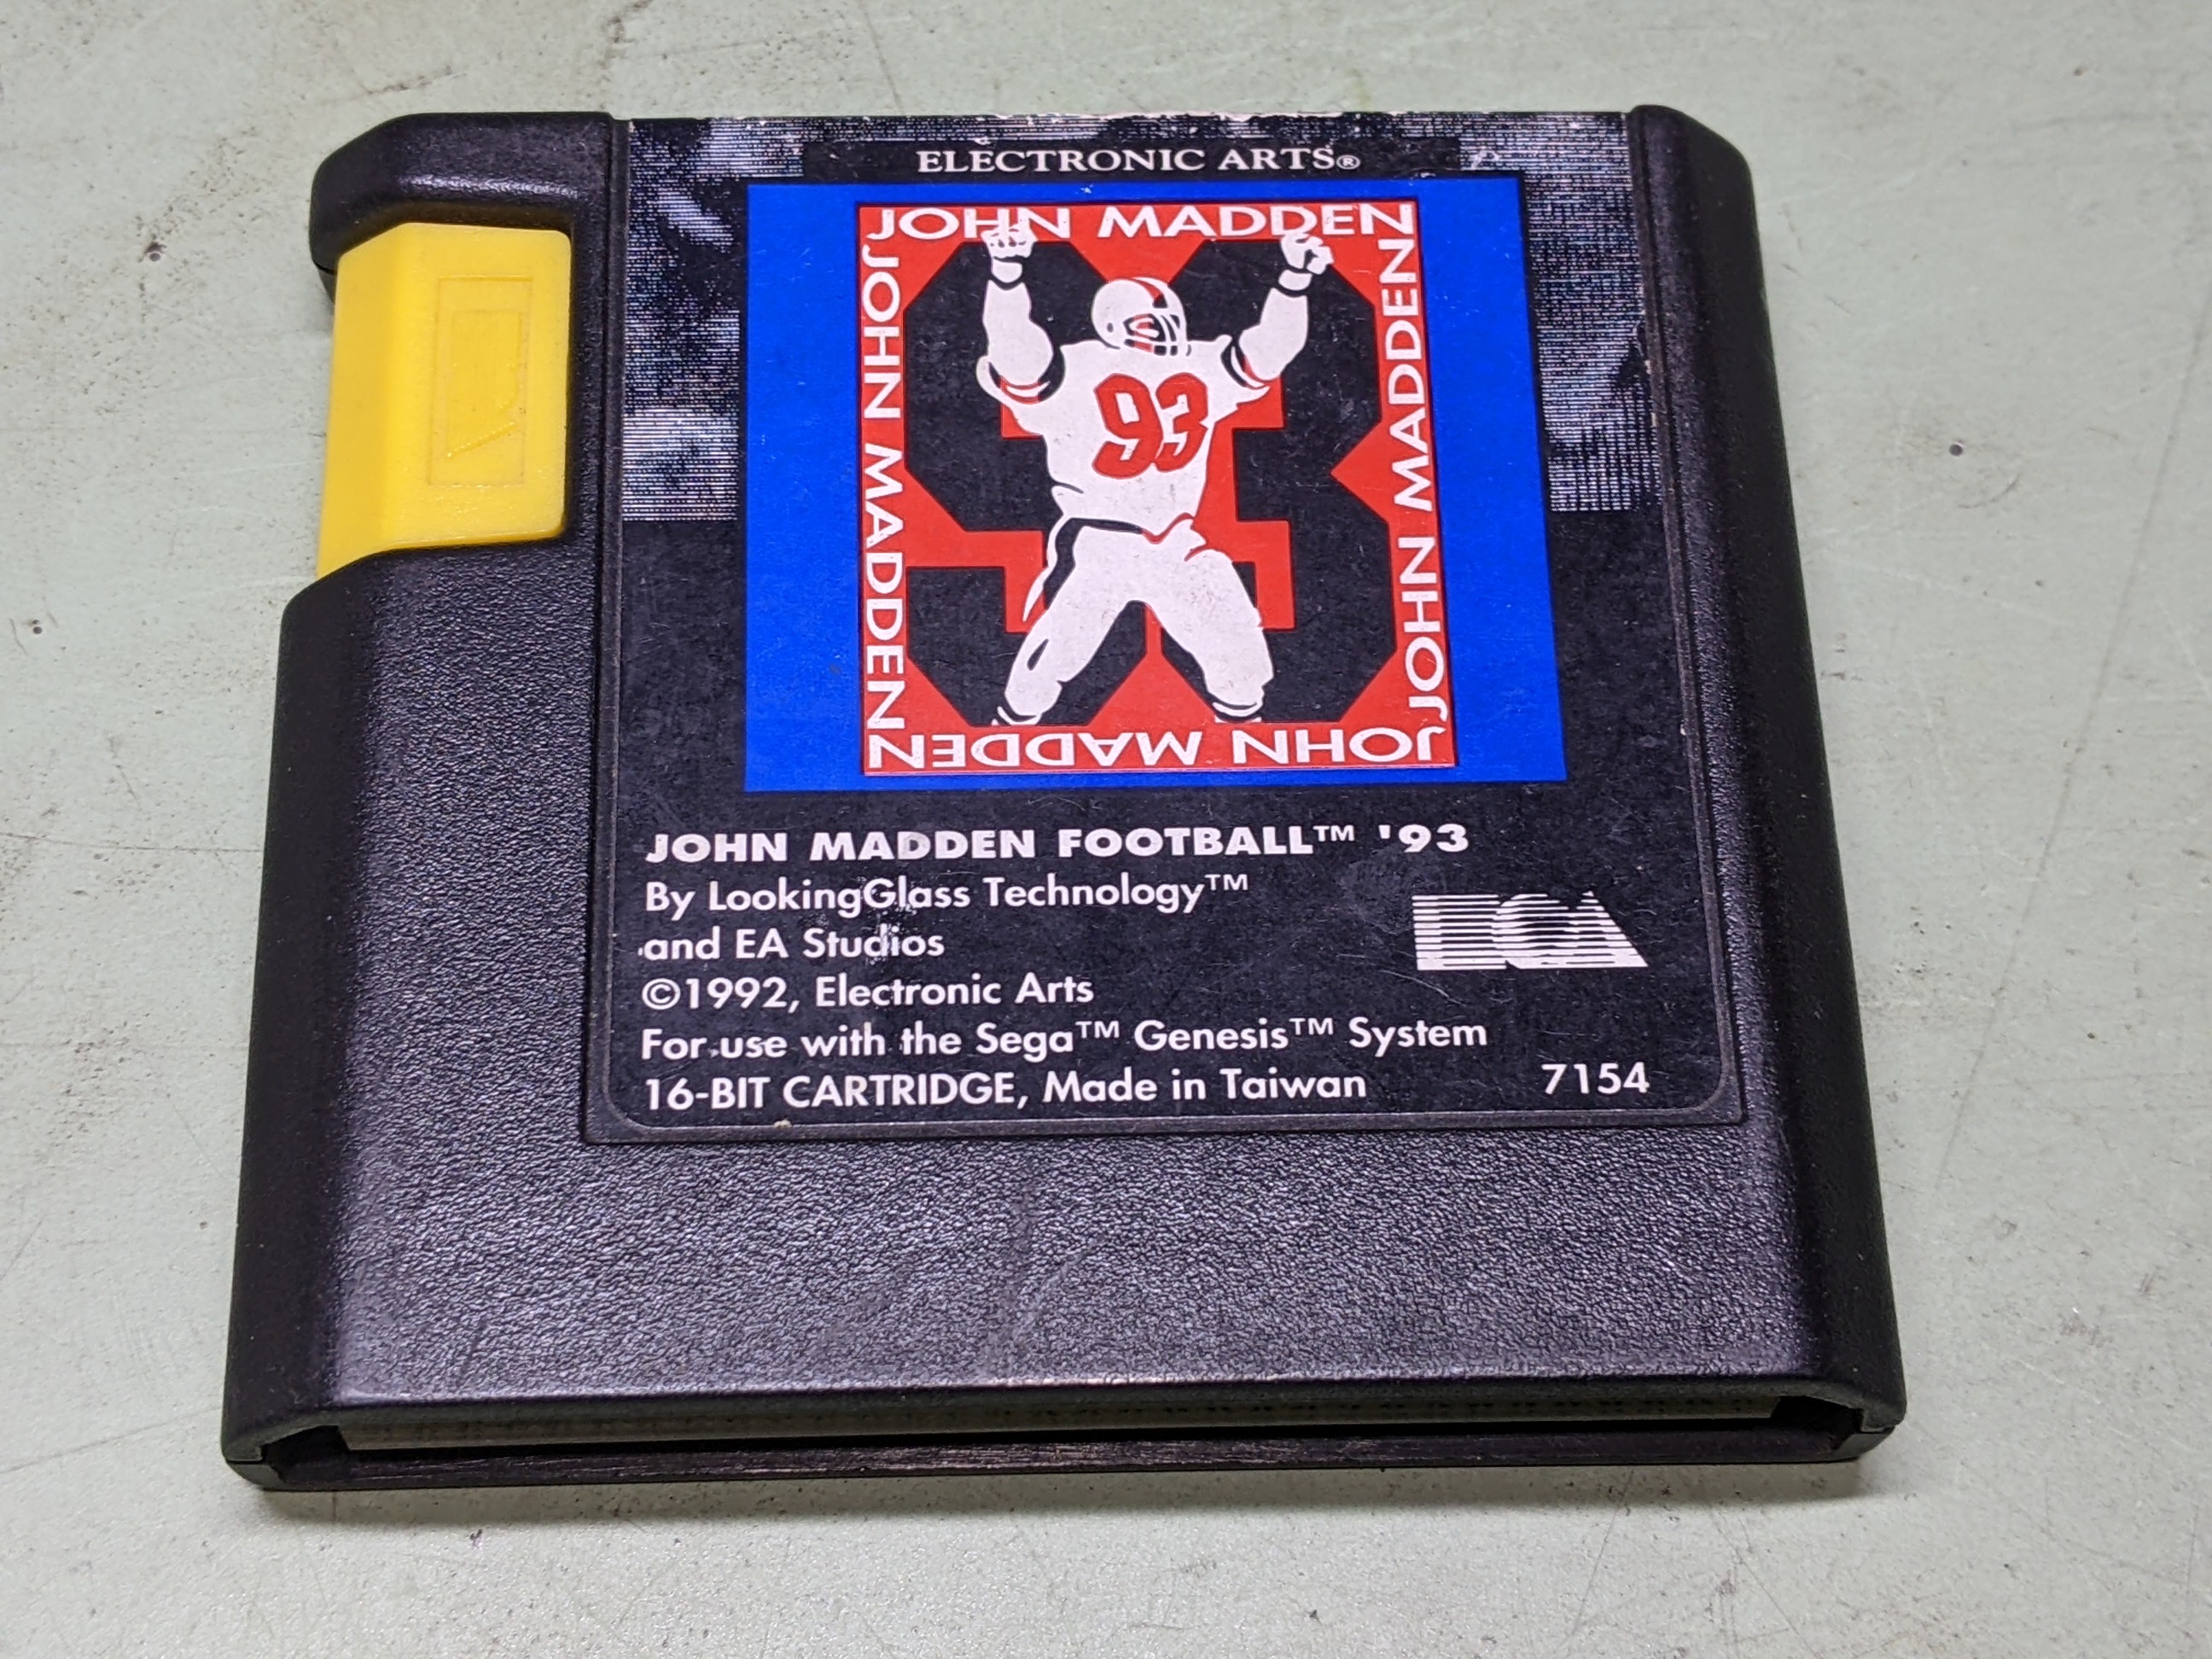 ELECTRONIC ARTS®
JOHN MADDEN
JOHN MADDEN
JOHN MADDEN
JOHN MADDEN
93
93
JOHN MADDEN FOOTBALL™ '93
By LookingGlass Technology™
and EA Studios
EOA
©1992, Electronic Arts
For use with the Sega™ Genesis™ System
16-BIT CARTRIDGE, Made in Taiwan 7154